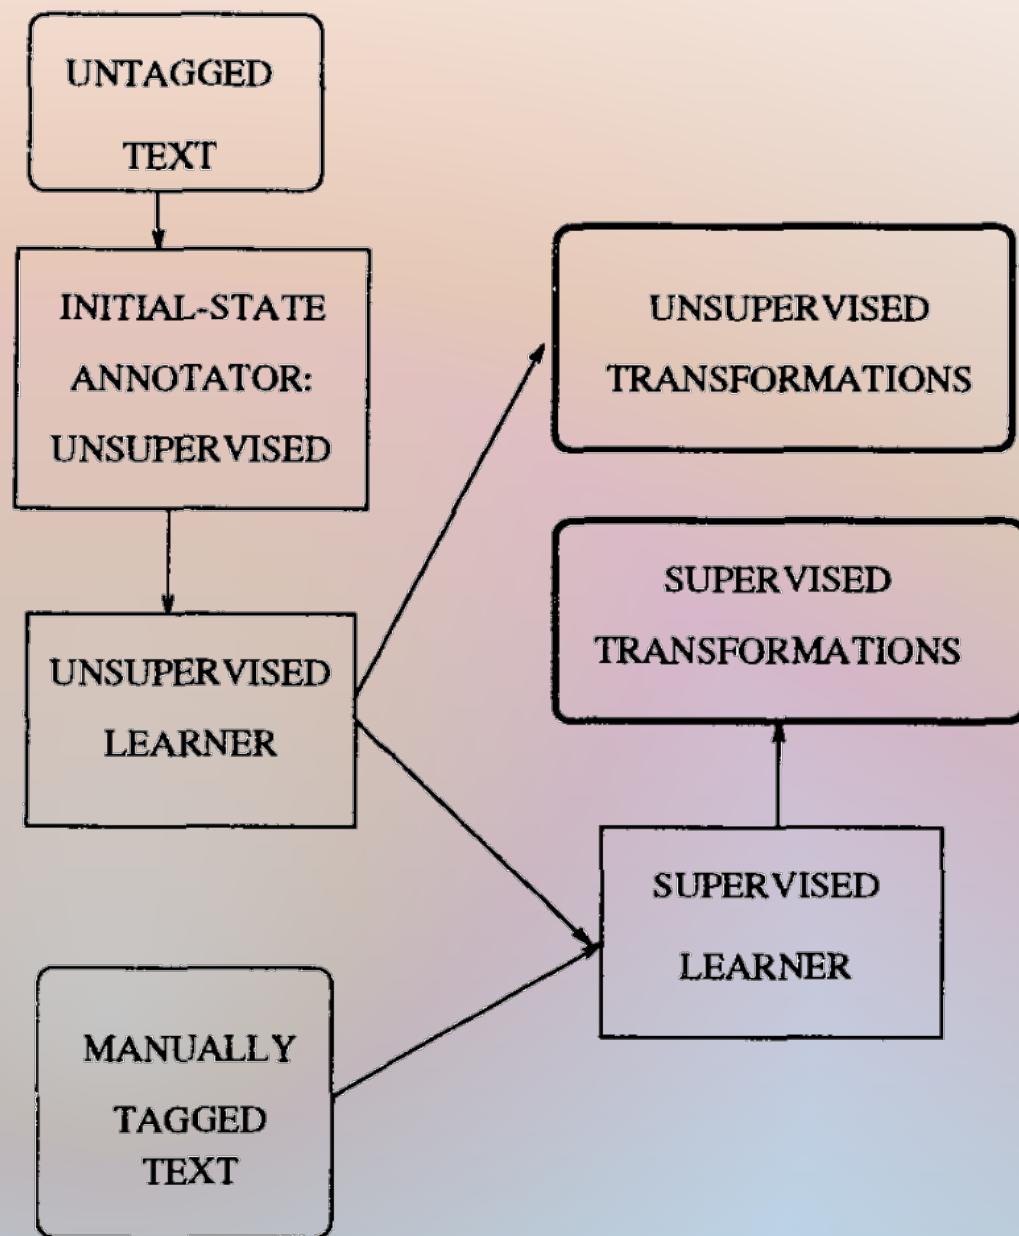 UNTAGGED
TEXT
INITIAL-STATE
ANNOTATOR:
UNSUPERVISED
UNSUPERVISED
TRANSFORMATIONS
SUPERVISED
TRANSFORMATIONS
UNSUPERVISED
LEARNER
SUPERVISED
LEARNER
MANUALLY
TAGGED
TEXT